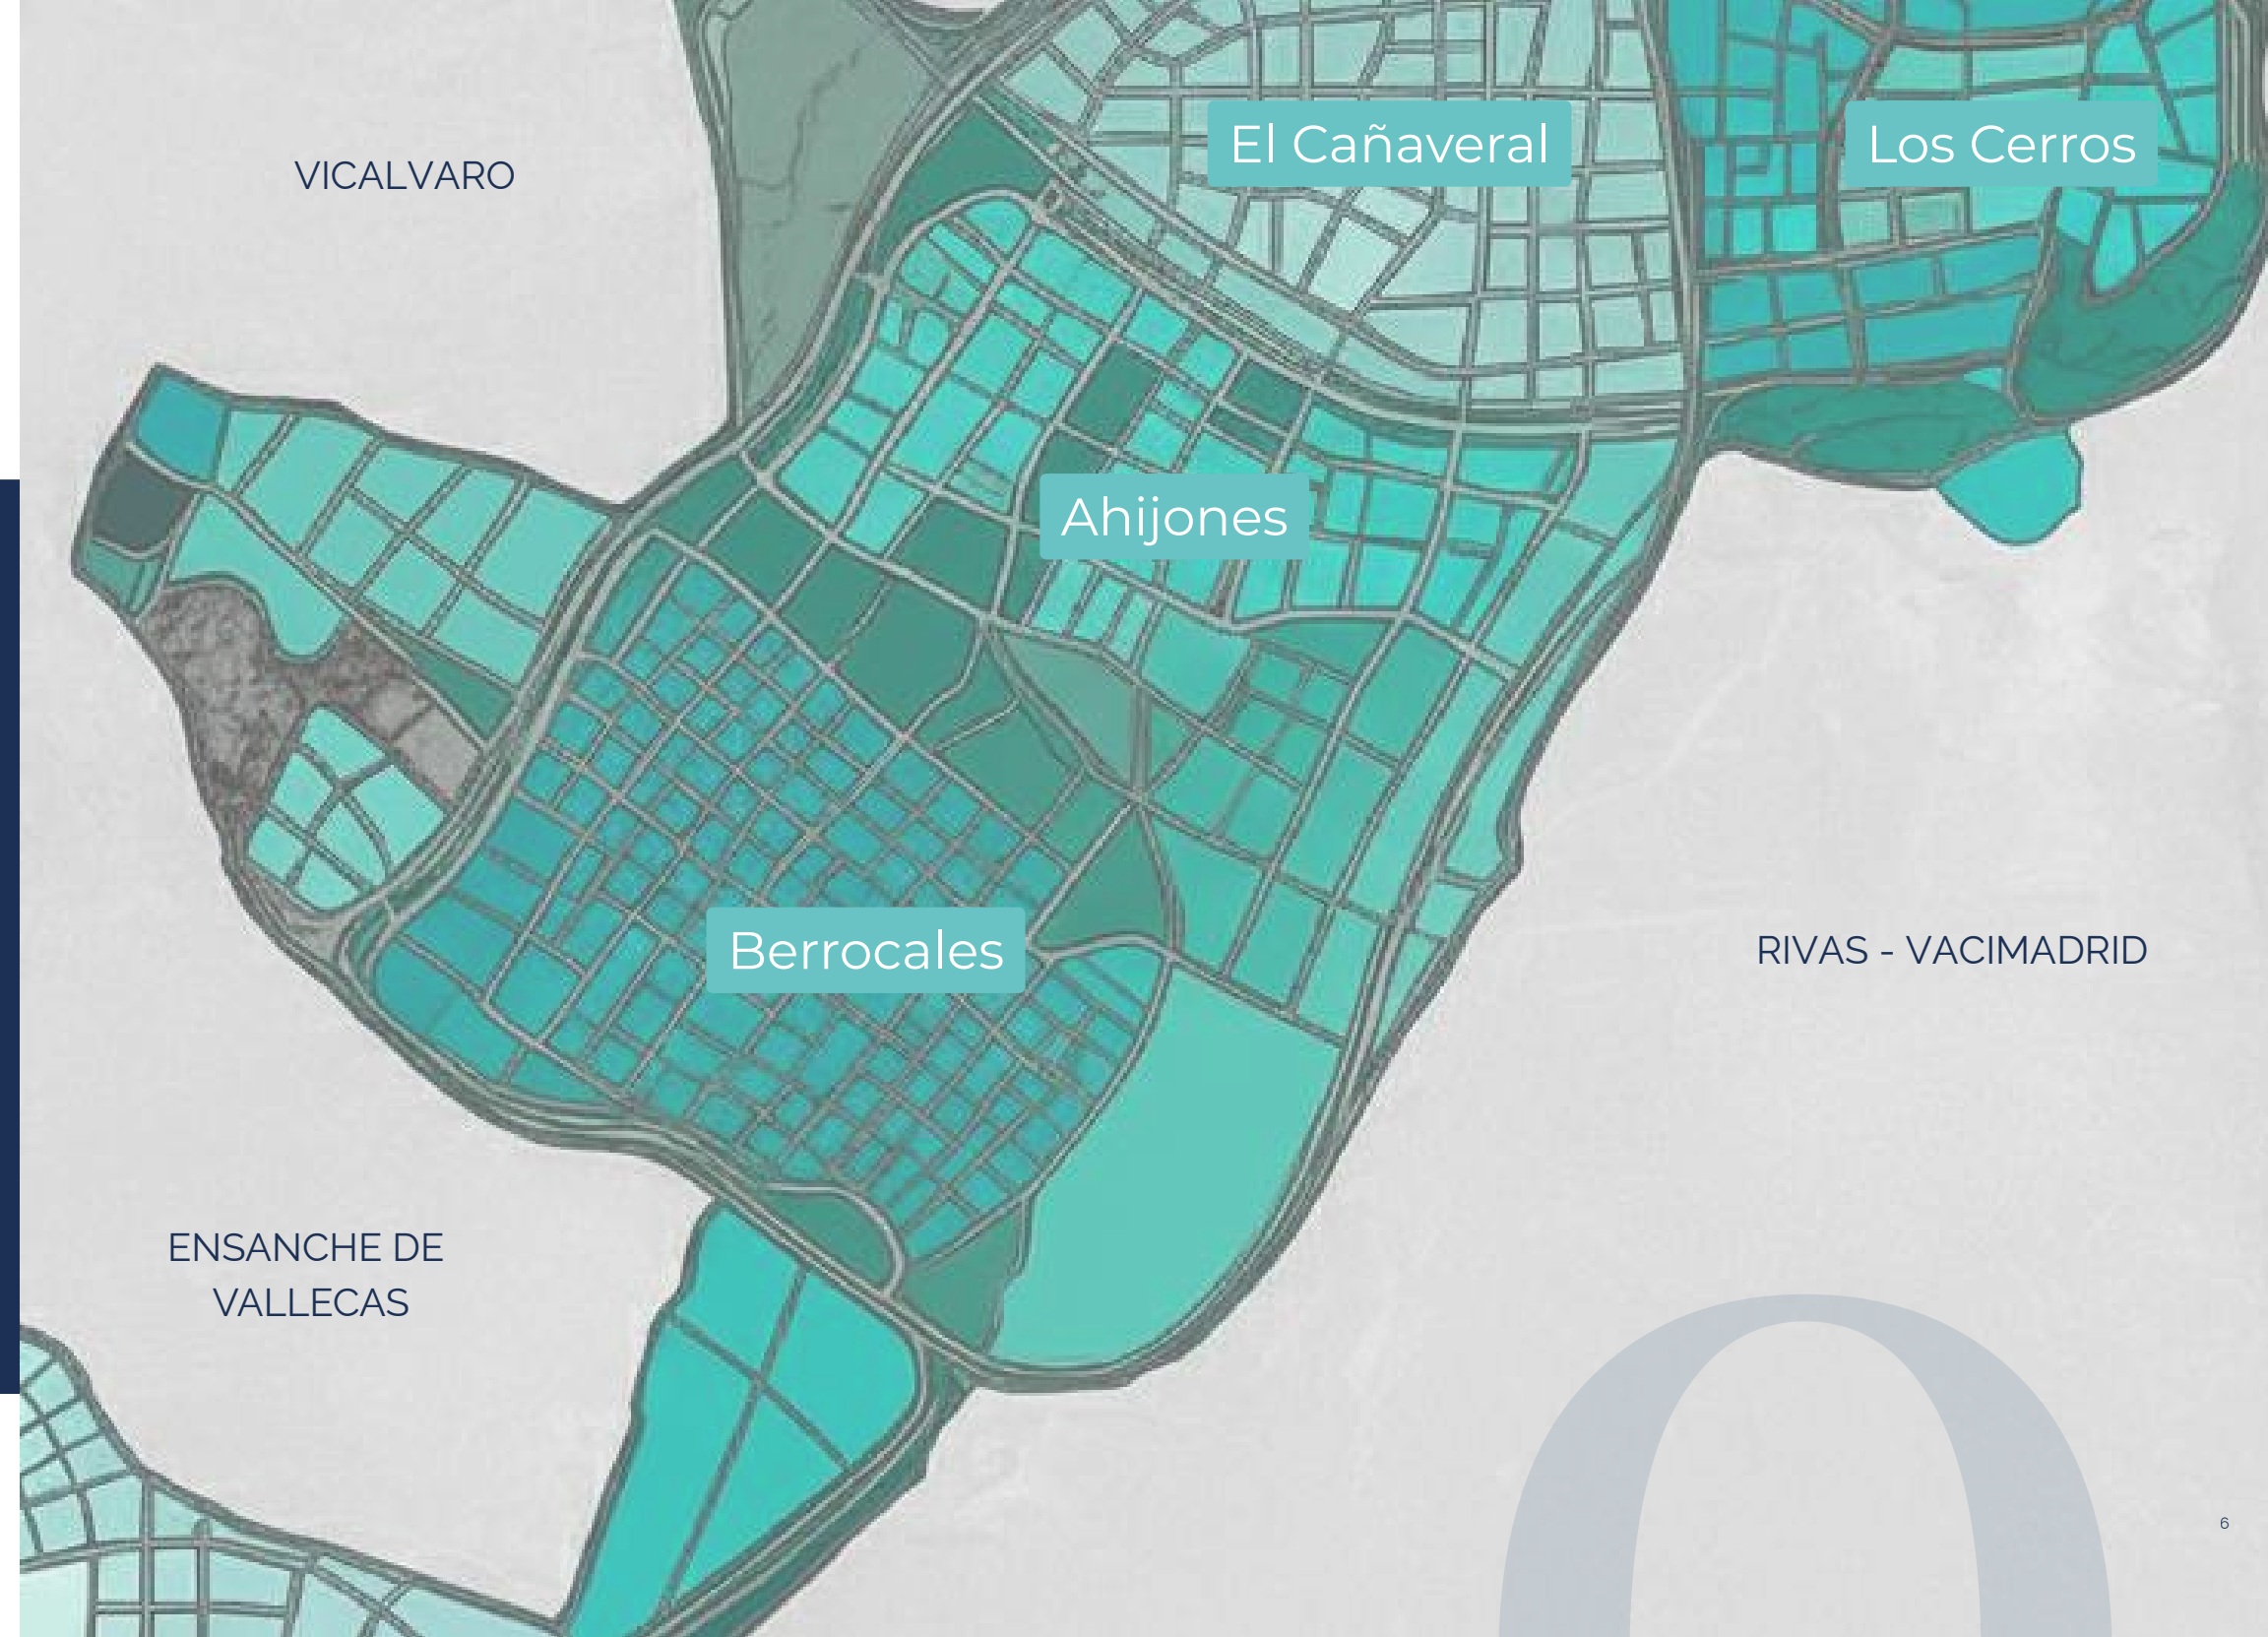 El Cañaveral
Los Cerros
VICALVARO
Ahijones
Berrocales
RIVAS - VACIMADRID
ENSANCHE DE
VALLECAS
6